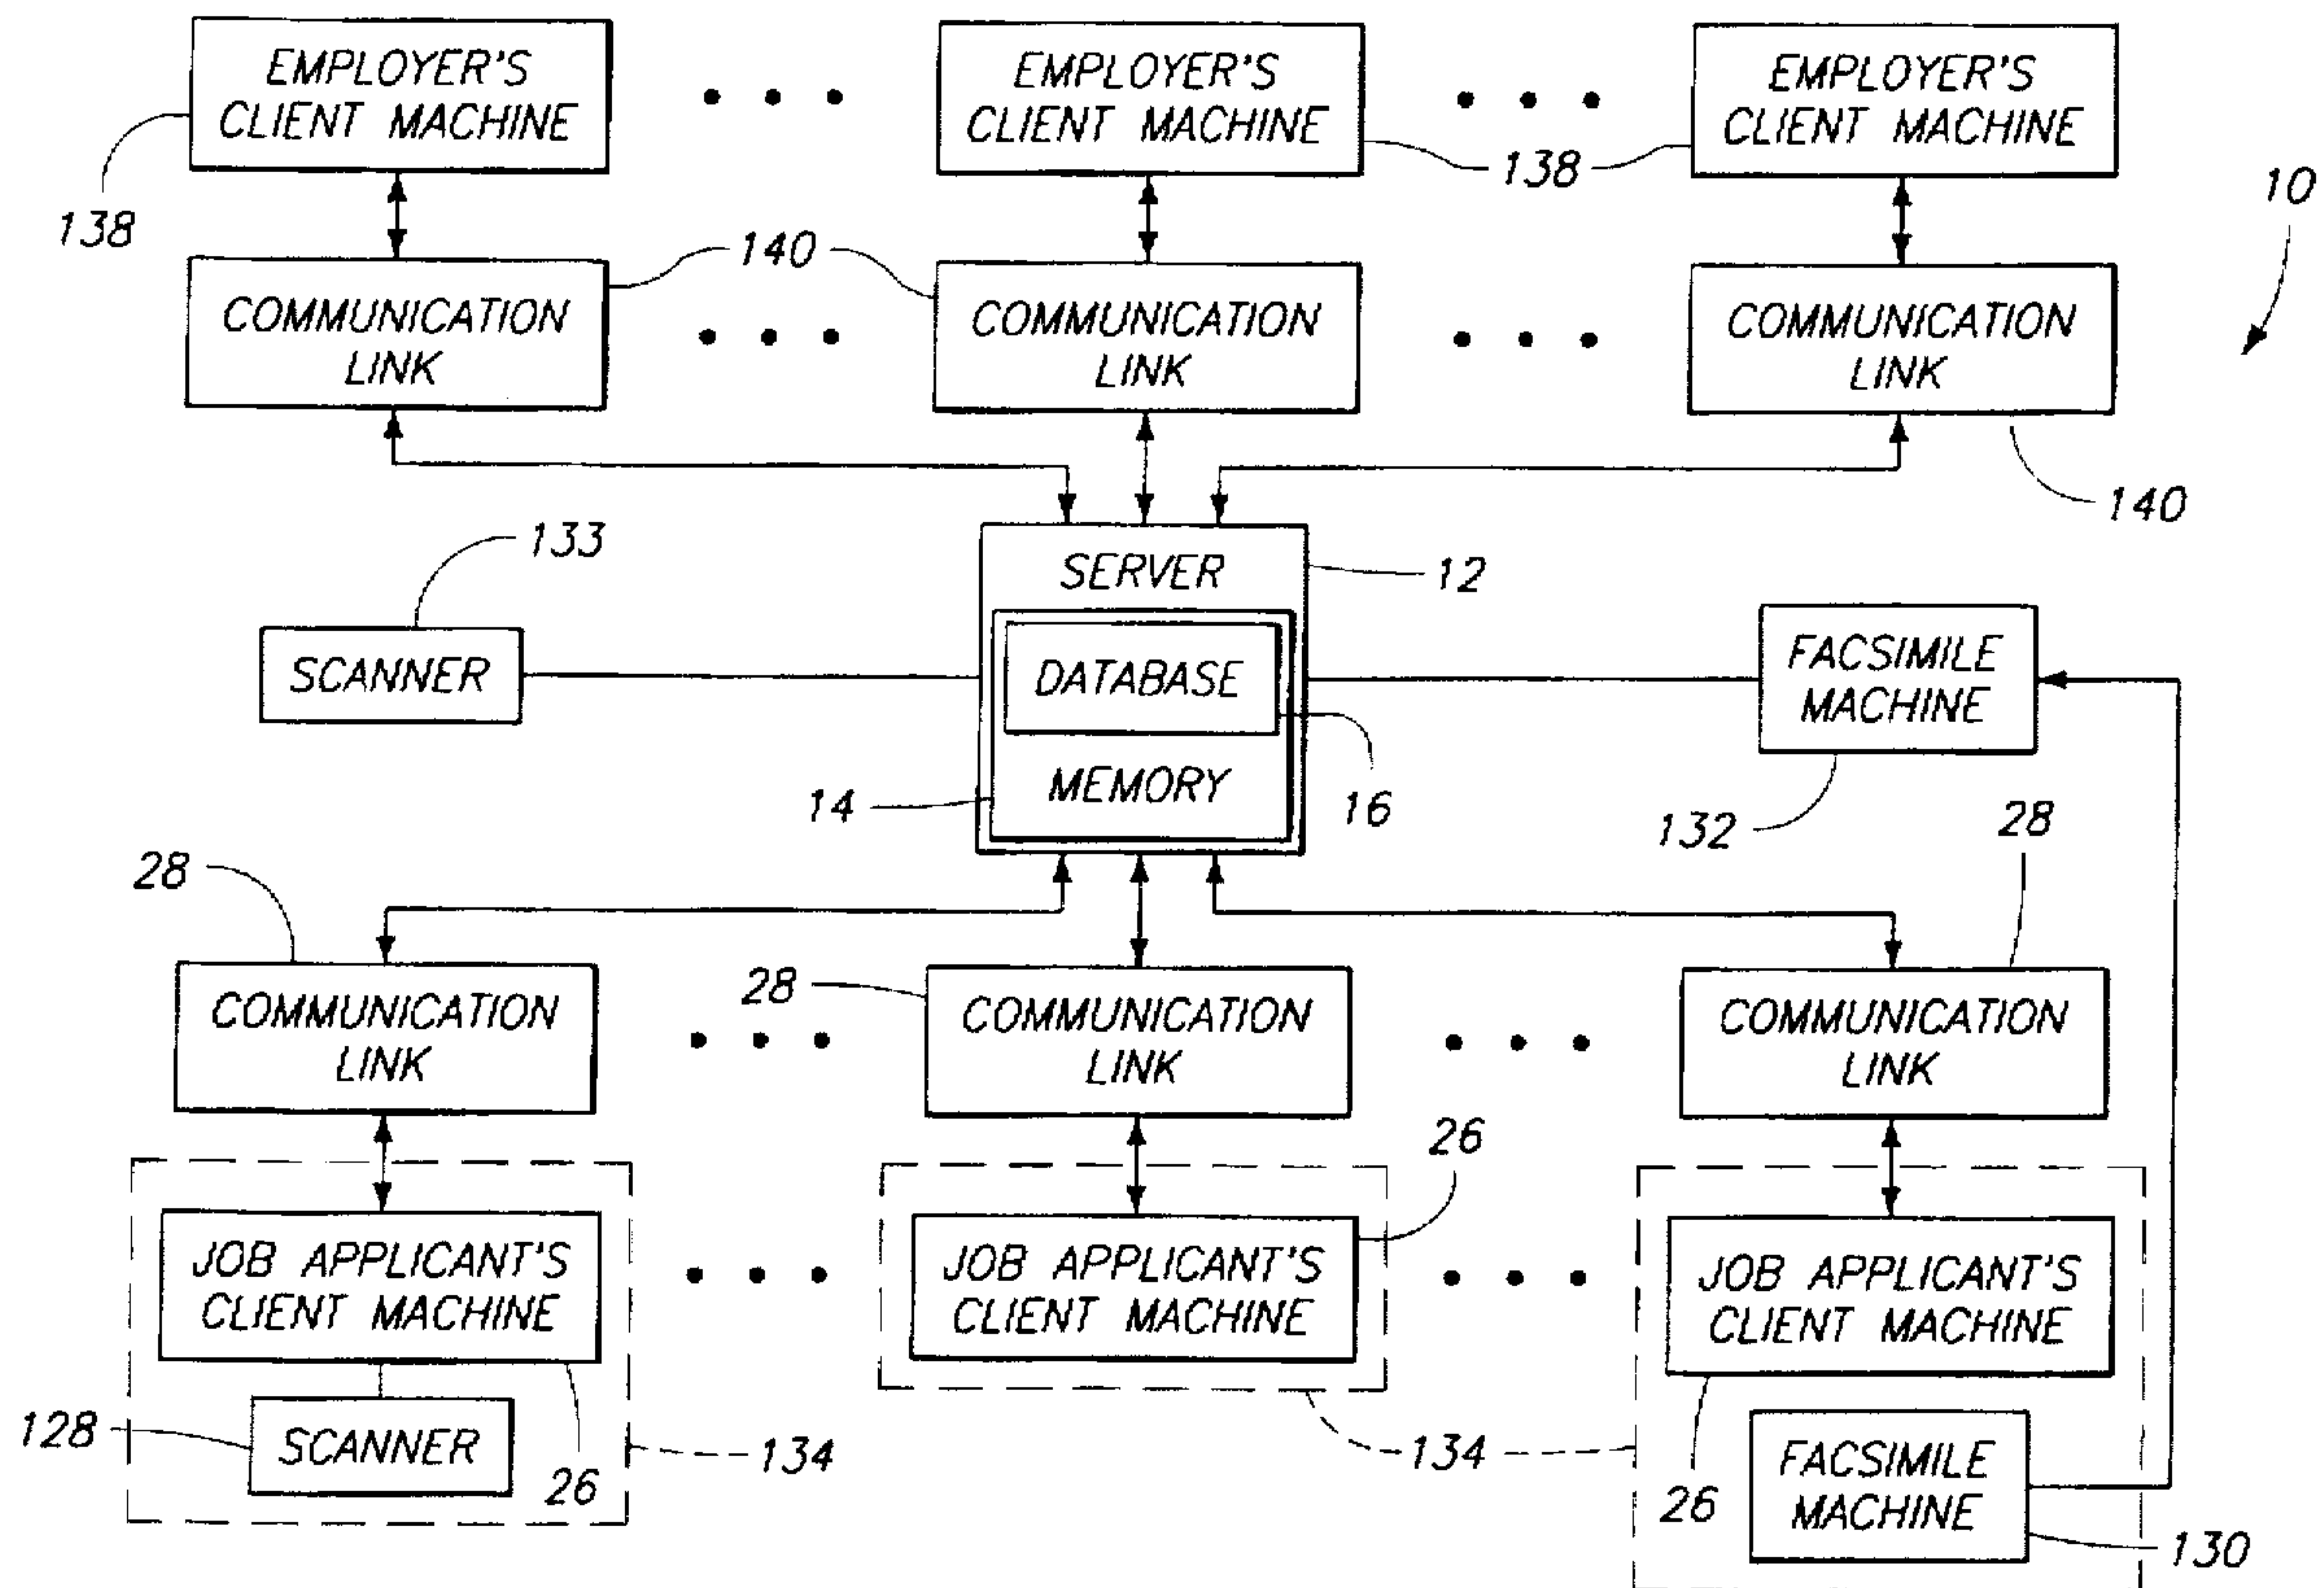 EMPLOYER'S
CLIENT MACHINE
EMPLOYER'S
CLIENT MACHINE
EMPLOYER'S
CLIENT MACHINE
138
138
10
COMMUNICATION
LINK
140
COMMUNICATION
LINK
COMMUNICATION
LINK
140
133
SERVER
12
SCANNER
DATABASE
FACSIMILE
MACHINE
MEMORY
14
16
132
28
28
COMMUNICATION
LINK
28
COMMUNICATION
LINK
COMMUNICATION
LINK
26
JOB APPLICANT'S
CLIENT MACHINE
JOB APPLICANT'S
CLIENT MACHINE
JOB APPLICANT'S
CLIENT MACHINE
128
SCANNER
26
134
134
26
FACSIMILE
MACHINE
130